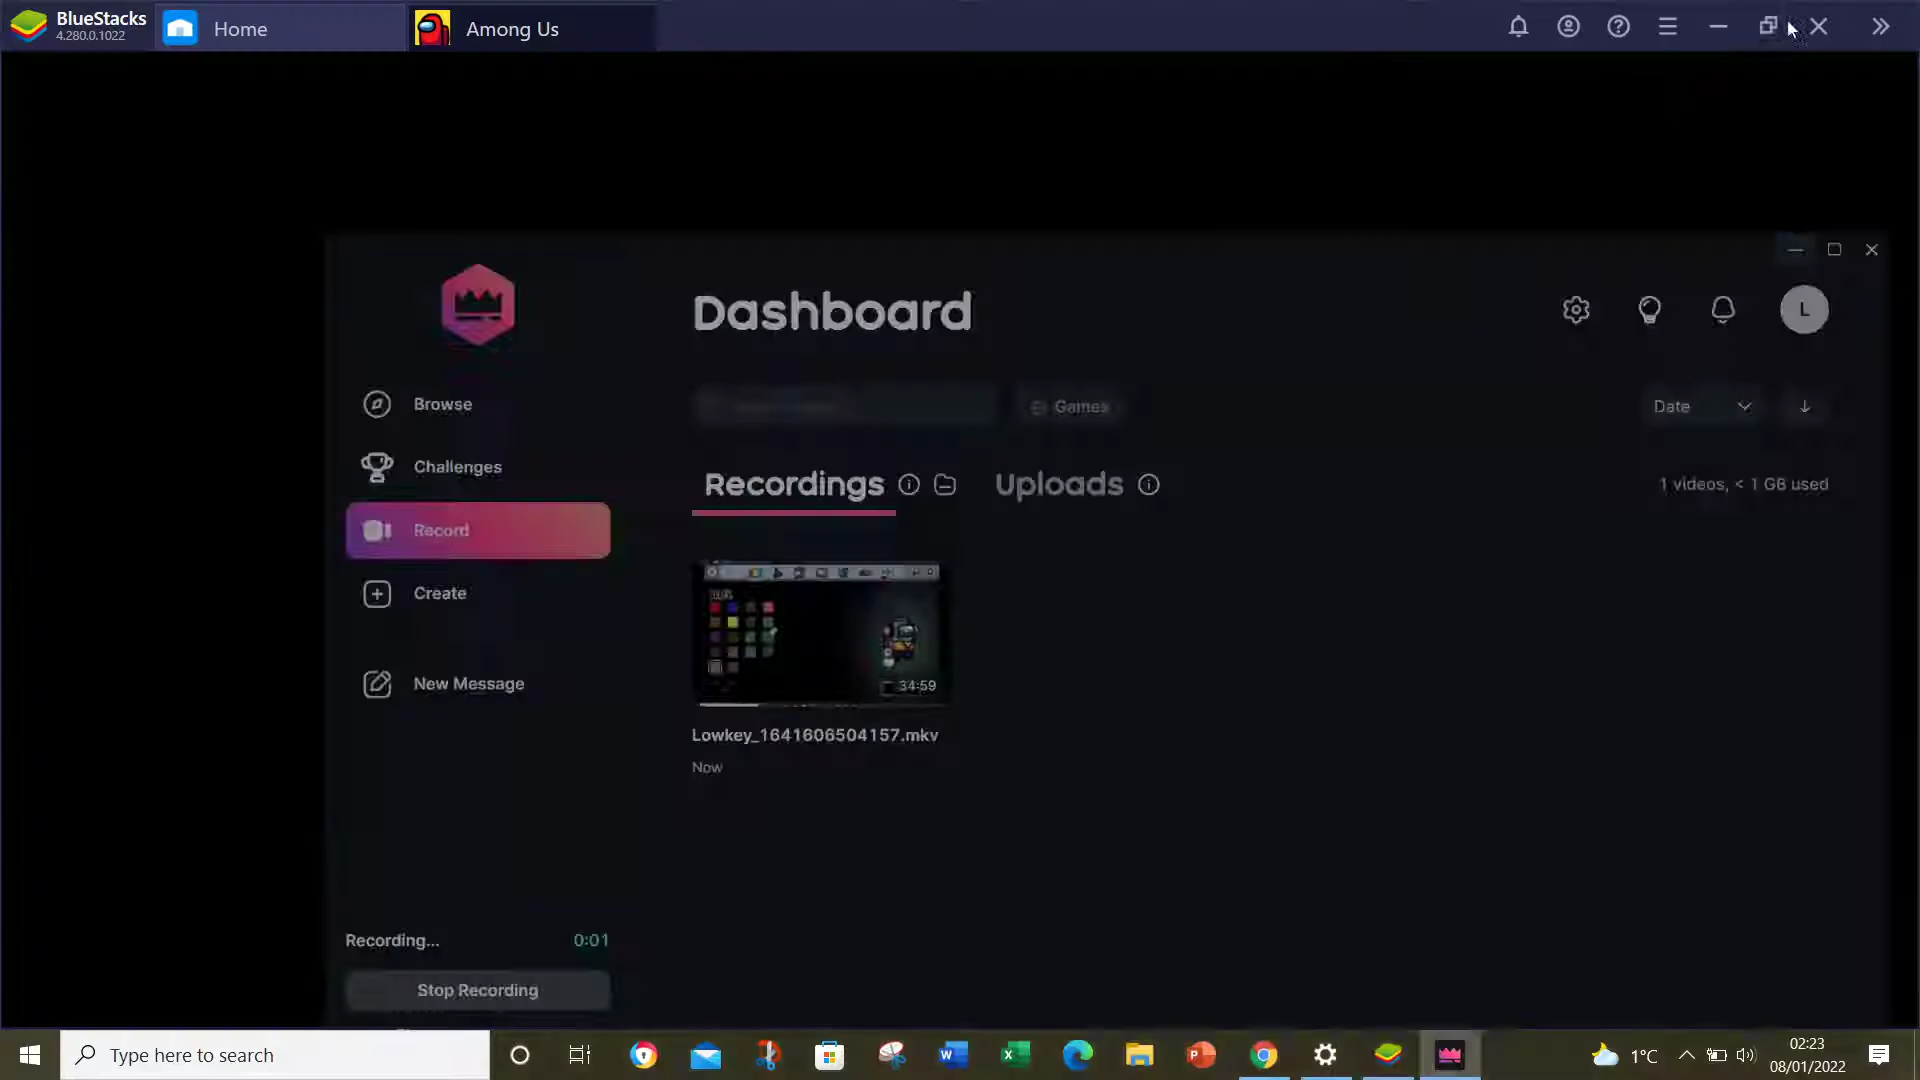 BlueStacks
4.280.0.1022
Home
Among Us
Dashboard
L
Browse
Games
Date
Challenges
Recordings
Uploads
1 videos, < 1 GB used
Record
Create
34:59
New Message
Lowkey_1641606504157.mkv
Now
Recording...
0:01
Stop Recording
Type here to search
1°C
02:23
08/01/2022